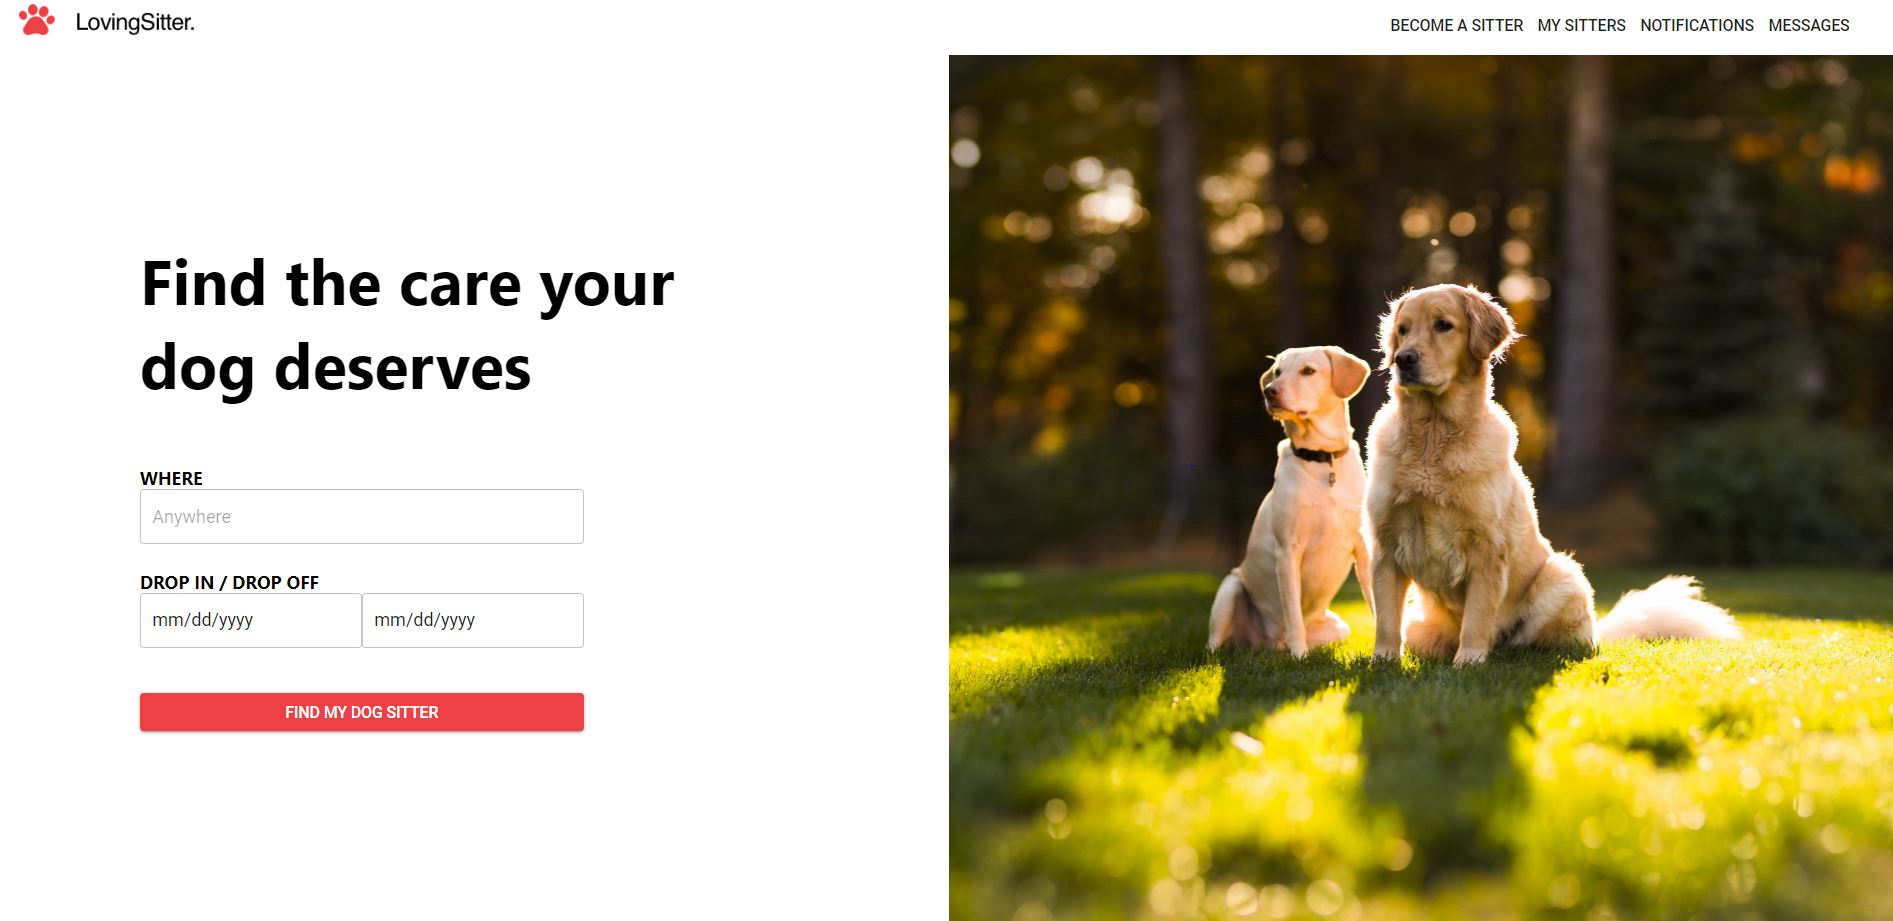 LovingSitter.
BECOME A SITTER MY SITTERS NOTIFICATIONS MESSAGES
Find the care your
dog deserves
WHERE
Anywhere
DROP IN / DROP OFF
mm/dd/yyyy mm/dd/yyyy
FIND MY DOG SITTER